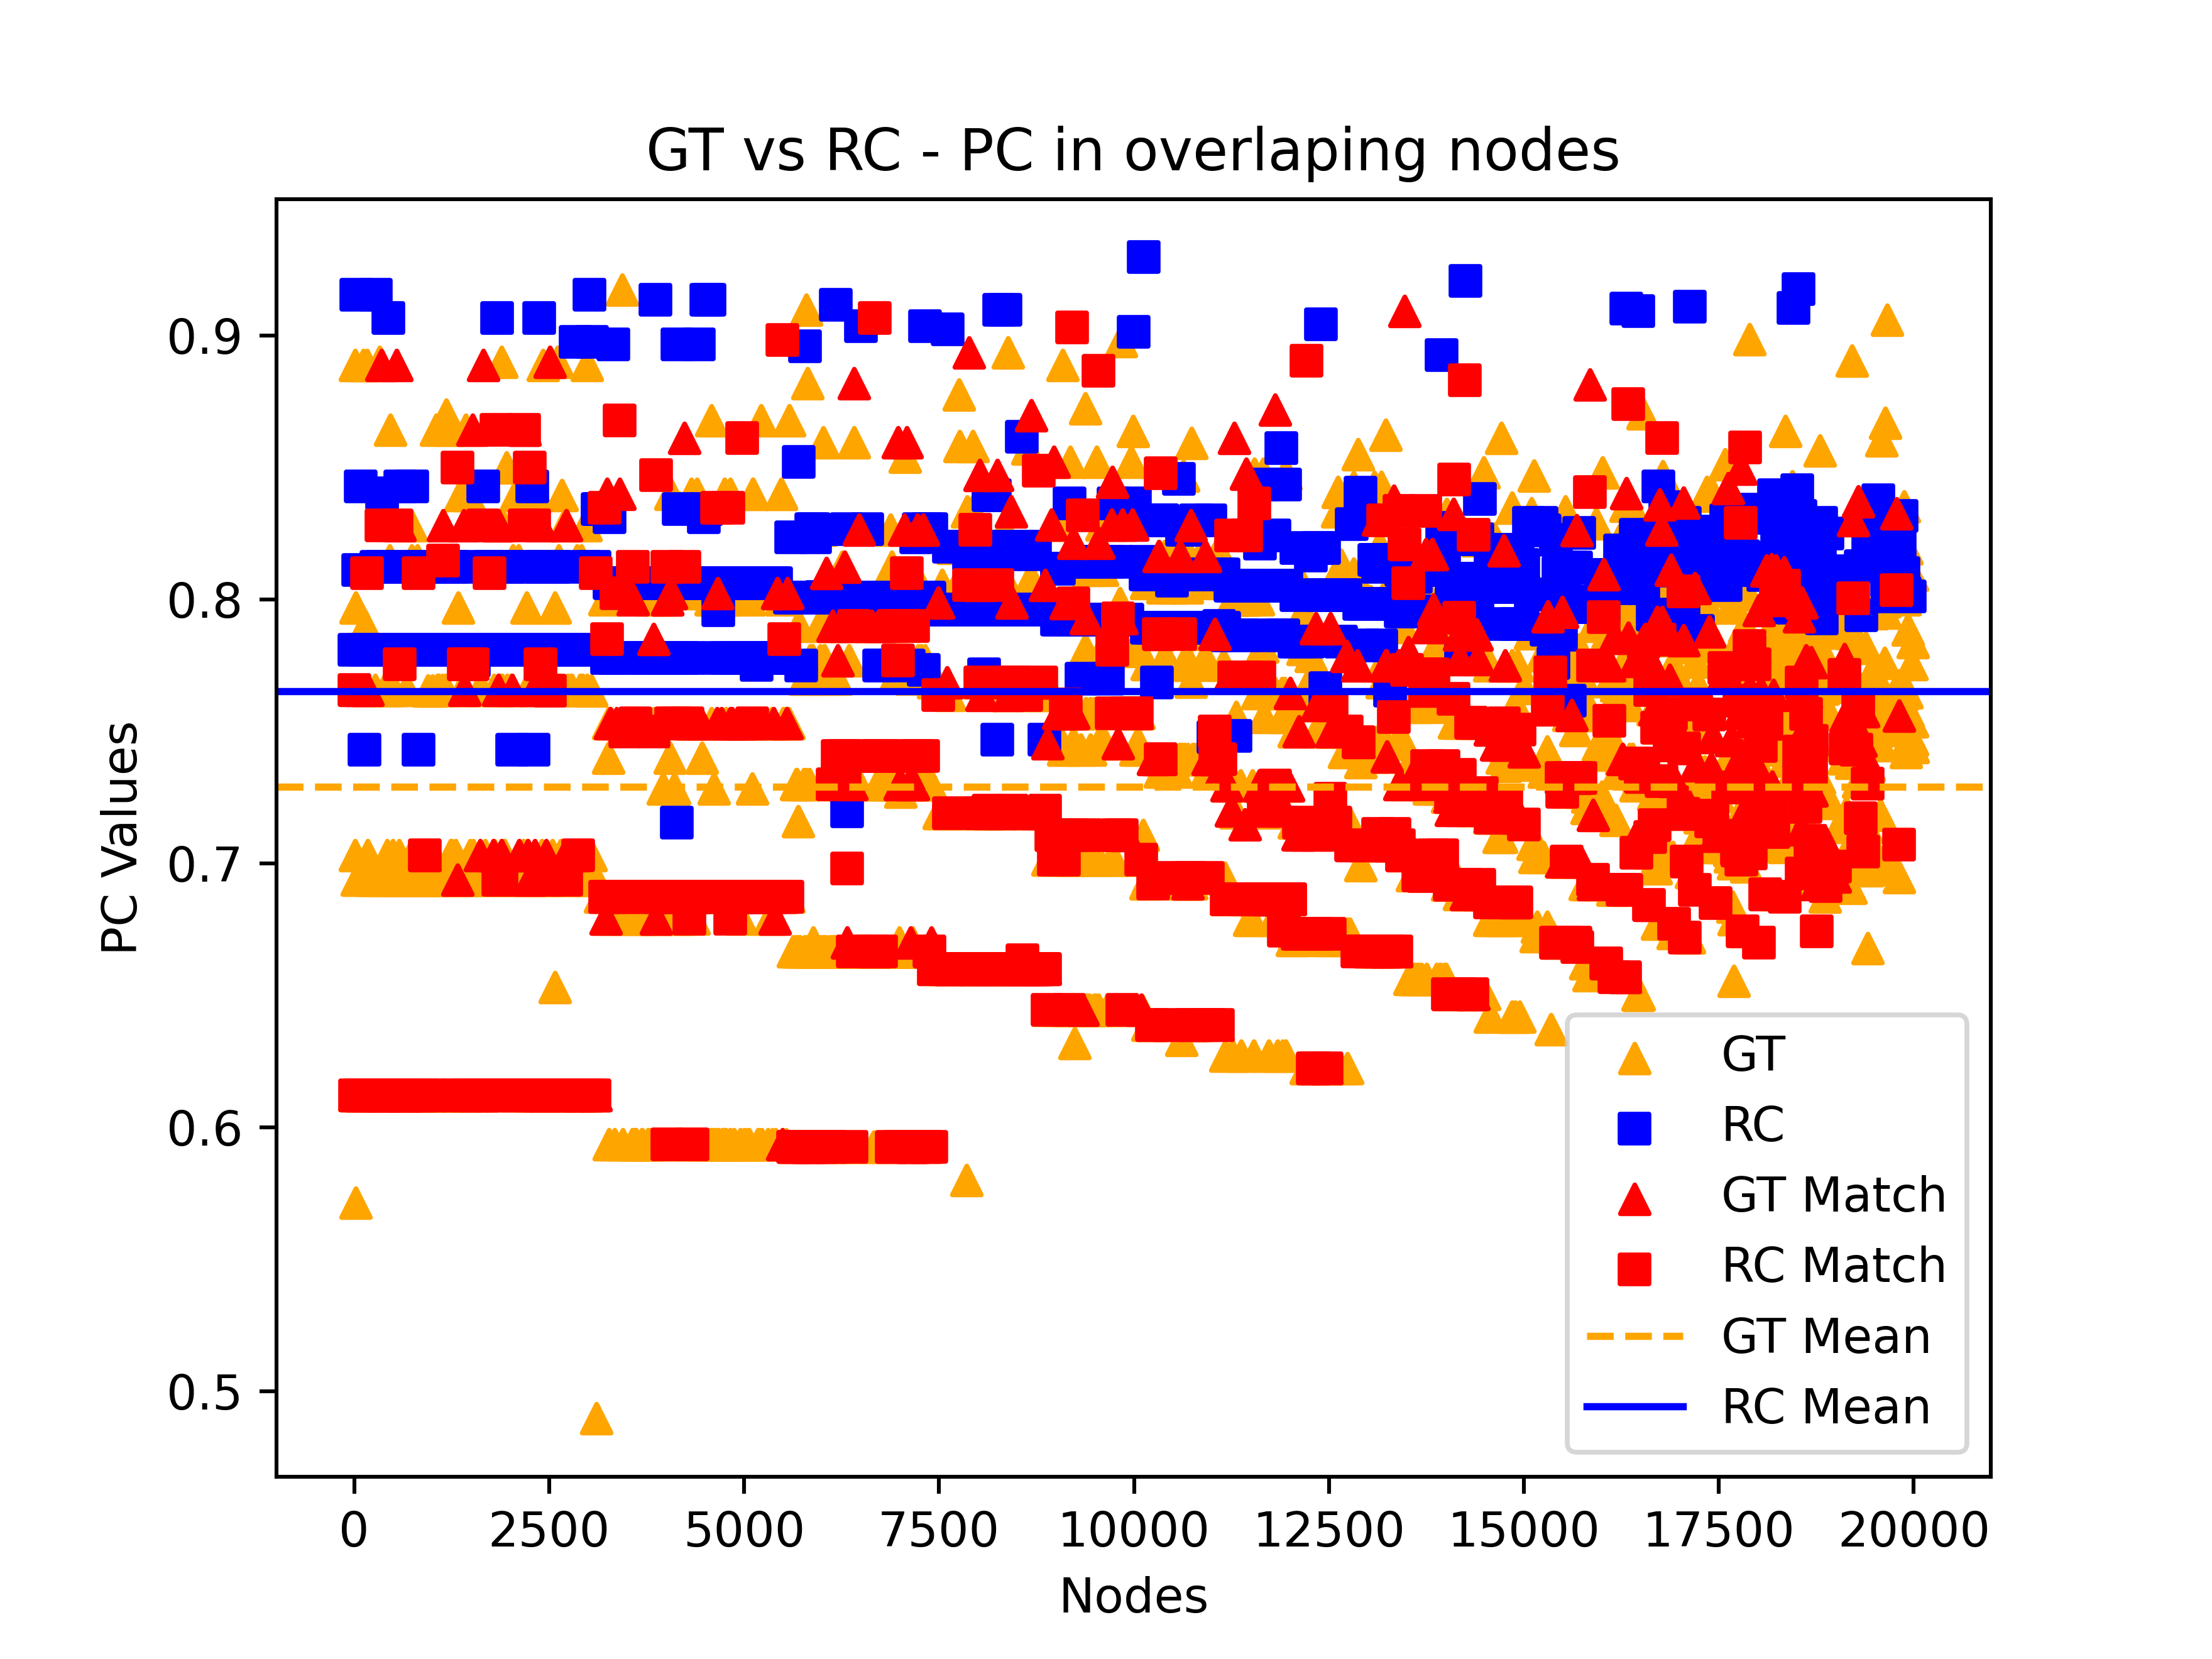 GT vs RC - PC in overlaping nodes
PC Values
0.9
0.8
0.7
0.6
0.5
GT
RC
GT Match
RC Match
GT Mean
RC Mean
0 2500 5000 7500 10000 12500 15000 17500 20000
Nodes